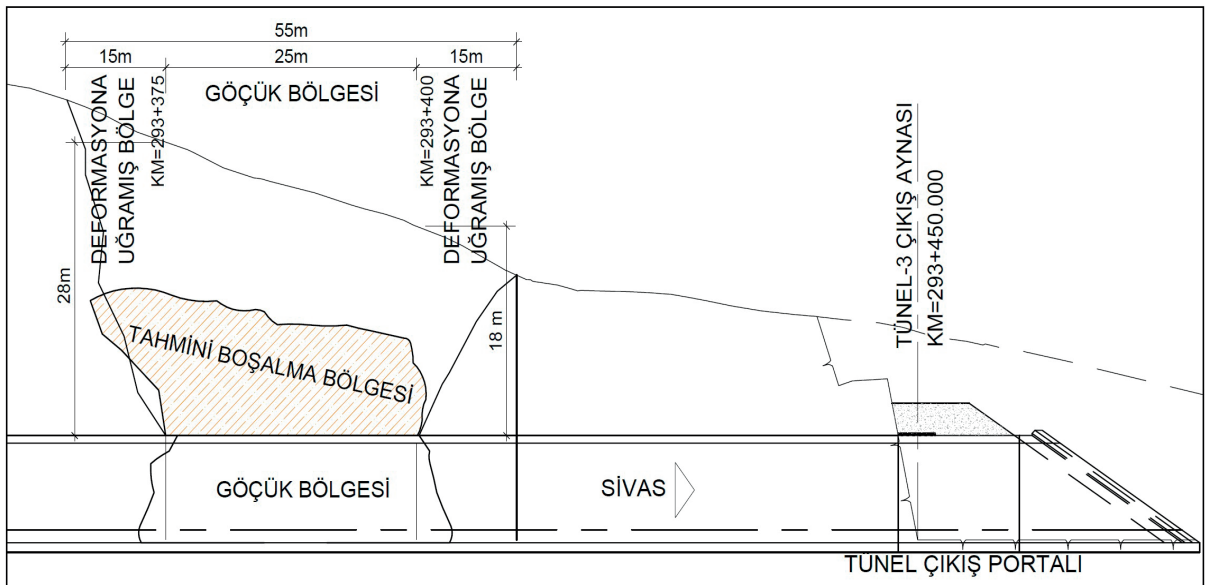 55m
15m
25m
15m
DEFORMASYONA
UĞRAMIŞ BÖLGE
KM=293+375
GÖÇÜK BÖLGESİ
KM=293+400
DEFORMASYONA
UĞRAMIŞ BÖLGE
TÜNEL-3 ÇIKIŞ AYNASI
KM=293+450.000
28m
18 m
TAHMİNİ BOŞALMA BÖLGESİ
GÖÇÜK BÖLGESİ
SİVAS
TÜNEL ÇIKIŞ PORTALI